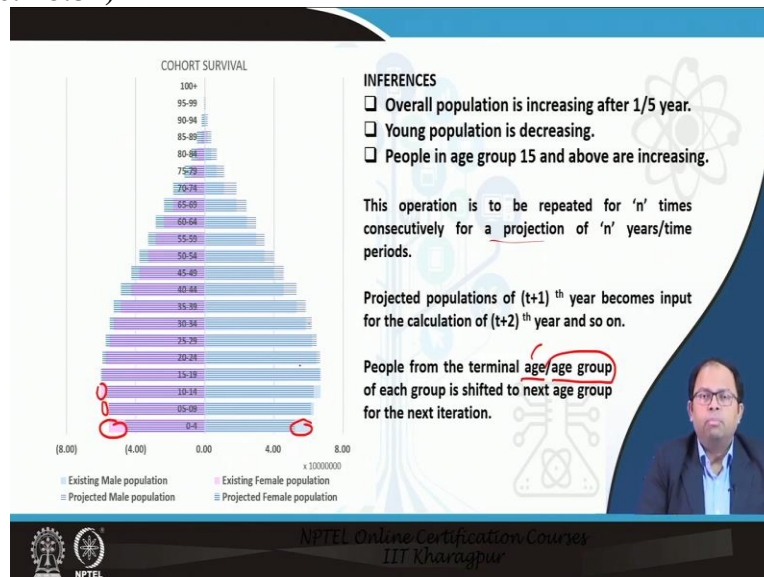 COHORT SURVIVAL
100+
95-99
90-94
85-89
80-84
75-79
70-74
65-69
60-64
55-59
50-54
45-49
40-44
35-39
30-34
25-29
20-24
15-19
10-14
05-09
0-4
(8.00) (4.00) 0.00 4.00 8.00
x 10000000
Existing Male population Existing Female population
Projected Male population Projected Female population
INFERENCES
Overall population is increasing after 1/5 year.
Young population is decreasing.
People in age group 15 and above are increasing.
This operation is to be repeated for ‘n’ times
consecutively for a projection of ‘n’ years/time
periods.
Projected populations of (t+1) th year becomes input
for the calculation of (t+2) th year and so on.
People from the terminal age/age group
of each group is shifted to next age group
for the next iteration.
NPTEL
NPTEL Online Certification Courses
IIT Kharagpur